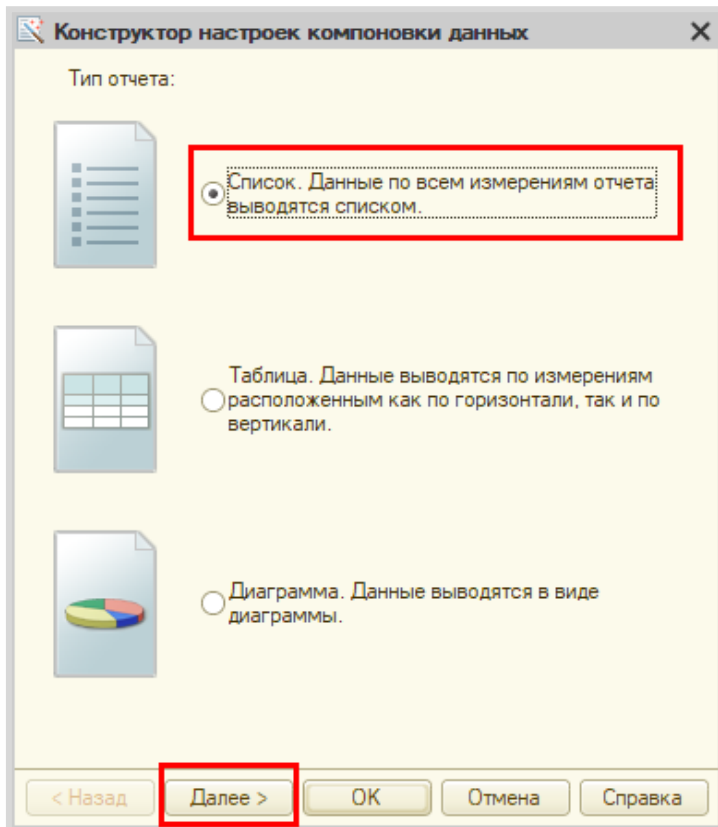 Конструктор настроек компоновки данных
Тип отчета:
Список. Данные по всем измерениям отчета
выводятся списком.
Таблица. Данные выводятся по измерениям
расположенным как по горизонтали, так и по
вертикали.
Диаграмма. Данные выводятся в виде
диаграммы.
< Назад Далее > OK Отмена Справка